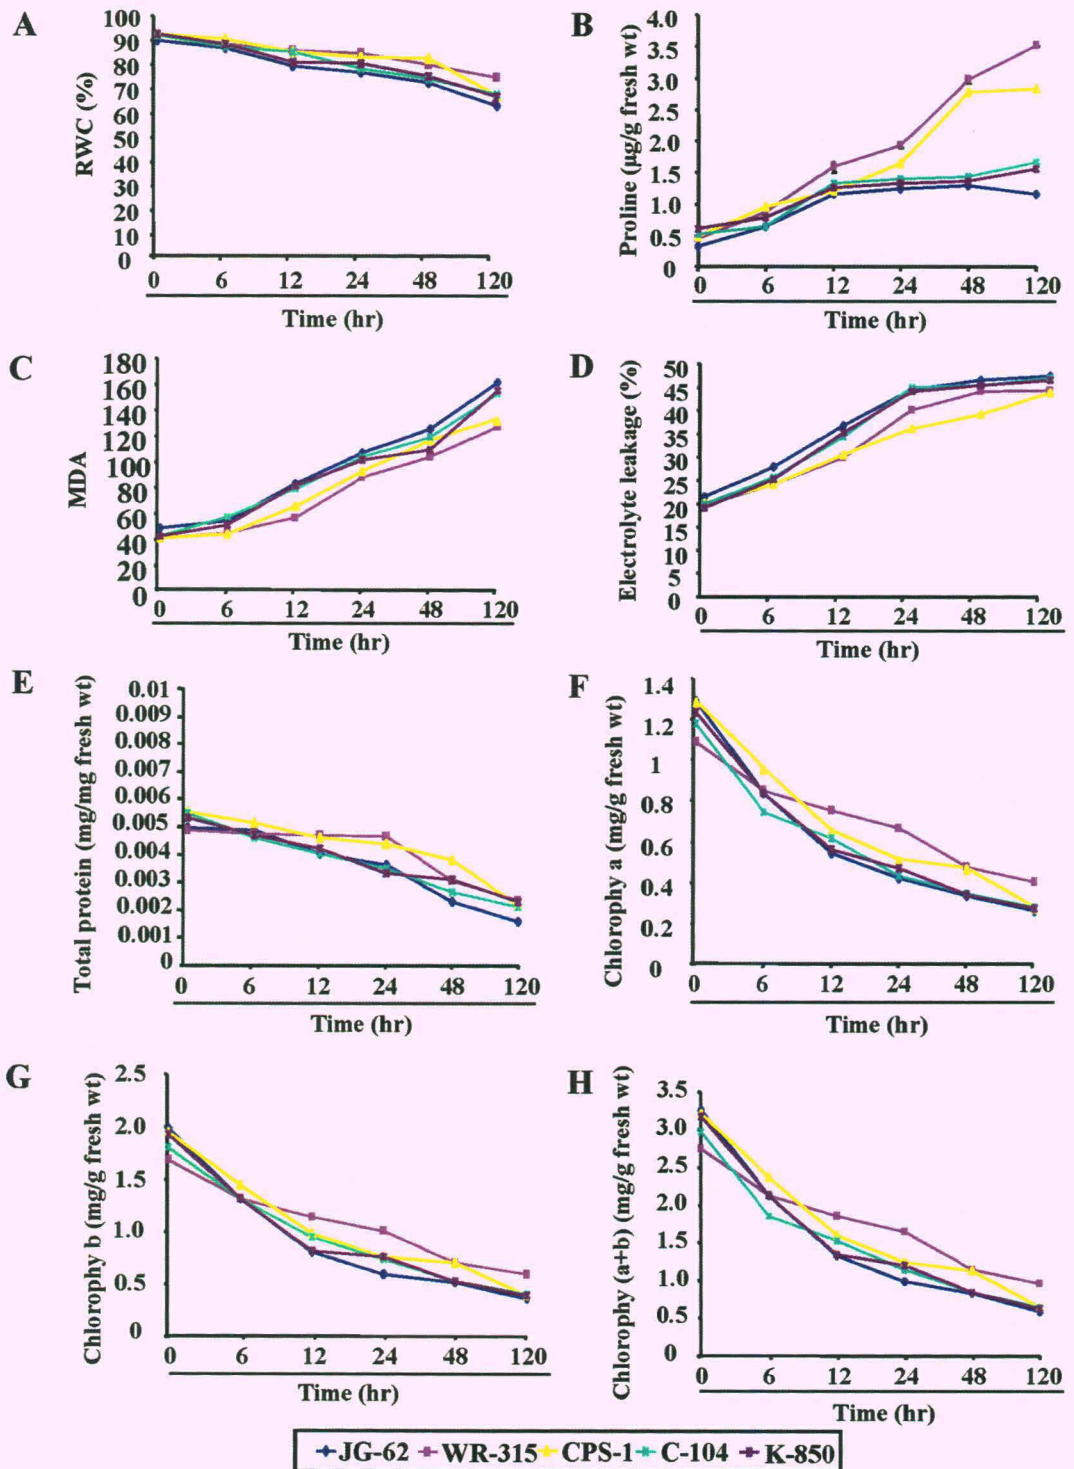 A
RWC (%)
100
90
80
70
60
50
40
30
20
10
0
0 6 12 24 48 120
Time (hr)
B
Proline (µg/g fresh wt)
4.0
3.5
3.0
2.5
2.0
1.5
1.0
0.5
0
0 6 12 24 48 120
Time (hr)
C
MDA
180
160
140
120
100
80
60
40
20
0
0 6 12 24 48 120
Time (hr)
D
Electrolyte leakage (%)
50
45
40
35
30
25
20
15
10
5
0
0 6 12 24 48 120
Time (hr)
E
Total protein (mg/mg fresh wt)
0.01
0.009
0.008
0.007
0.006
0.005
0.004
0.003
0.002
0.001
0
0 6 12 24 48 120
Time (hr)
F
Chlorophy a (mg/g fresh wt)
1.4
1.2
1
0.8
0.6
0.4
0.2
0
0 6 12 24 48 120
Time (hr)
G
Chlorophy b (mg/g fresh wt)
2.5
2.0
1.5
1.0
0.5
0
0 6 12 24 48 120
Time (hr)
H
Chlorophy (a+b) (mg/g fresh wt)
3.5
3.0
2.5
2.0
1.5
1.0
0.5
0
0 6 12 24 48 120
Time (hr)
JG-62 WR-315 CPS-1 C-104 K-850